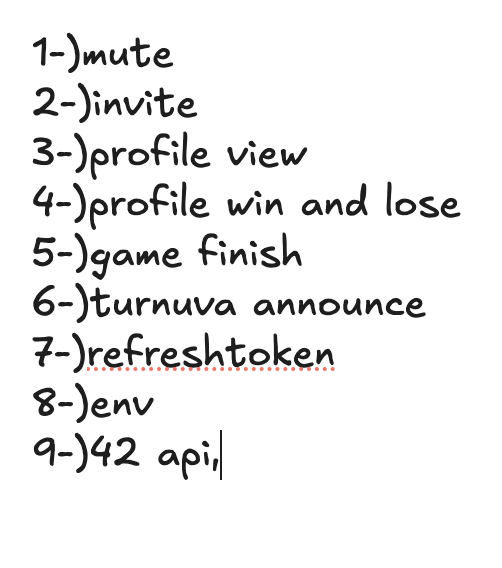 1-)mute
2-)invite
3-)profile view
4-)profile win and lose
5-)game finish
6-)turnuva announce
7-)refreshtoken
8-)env
9-)42 api,